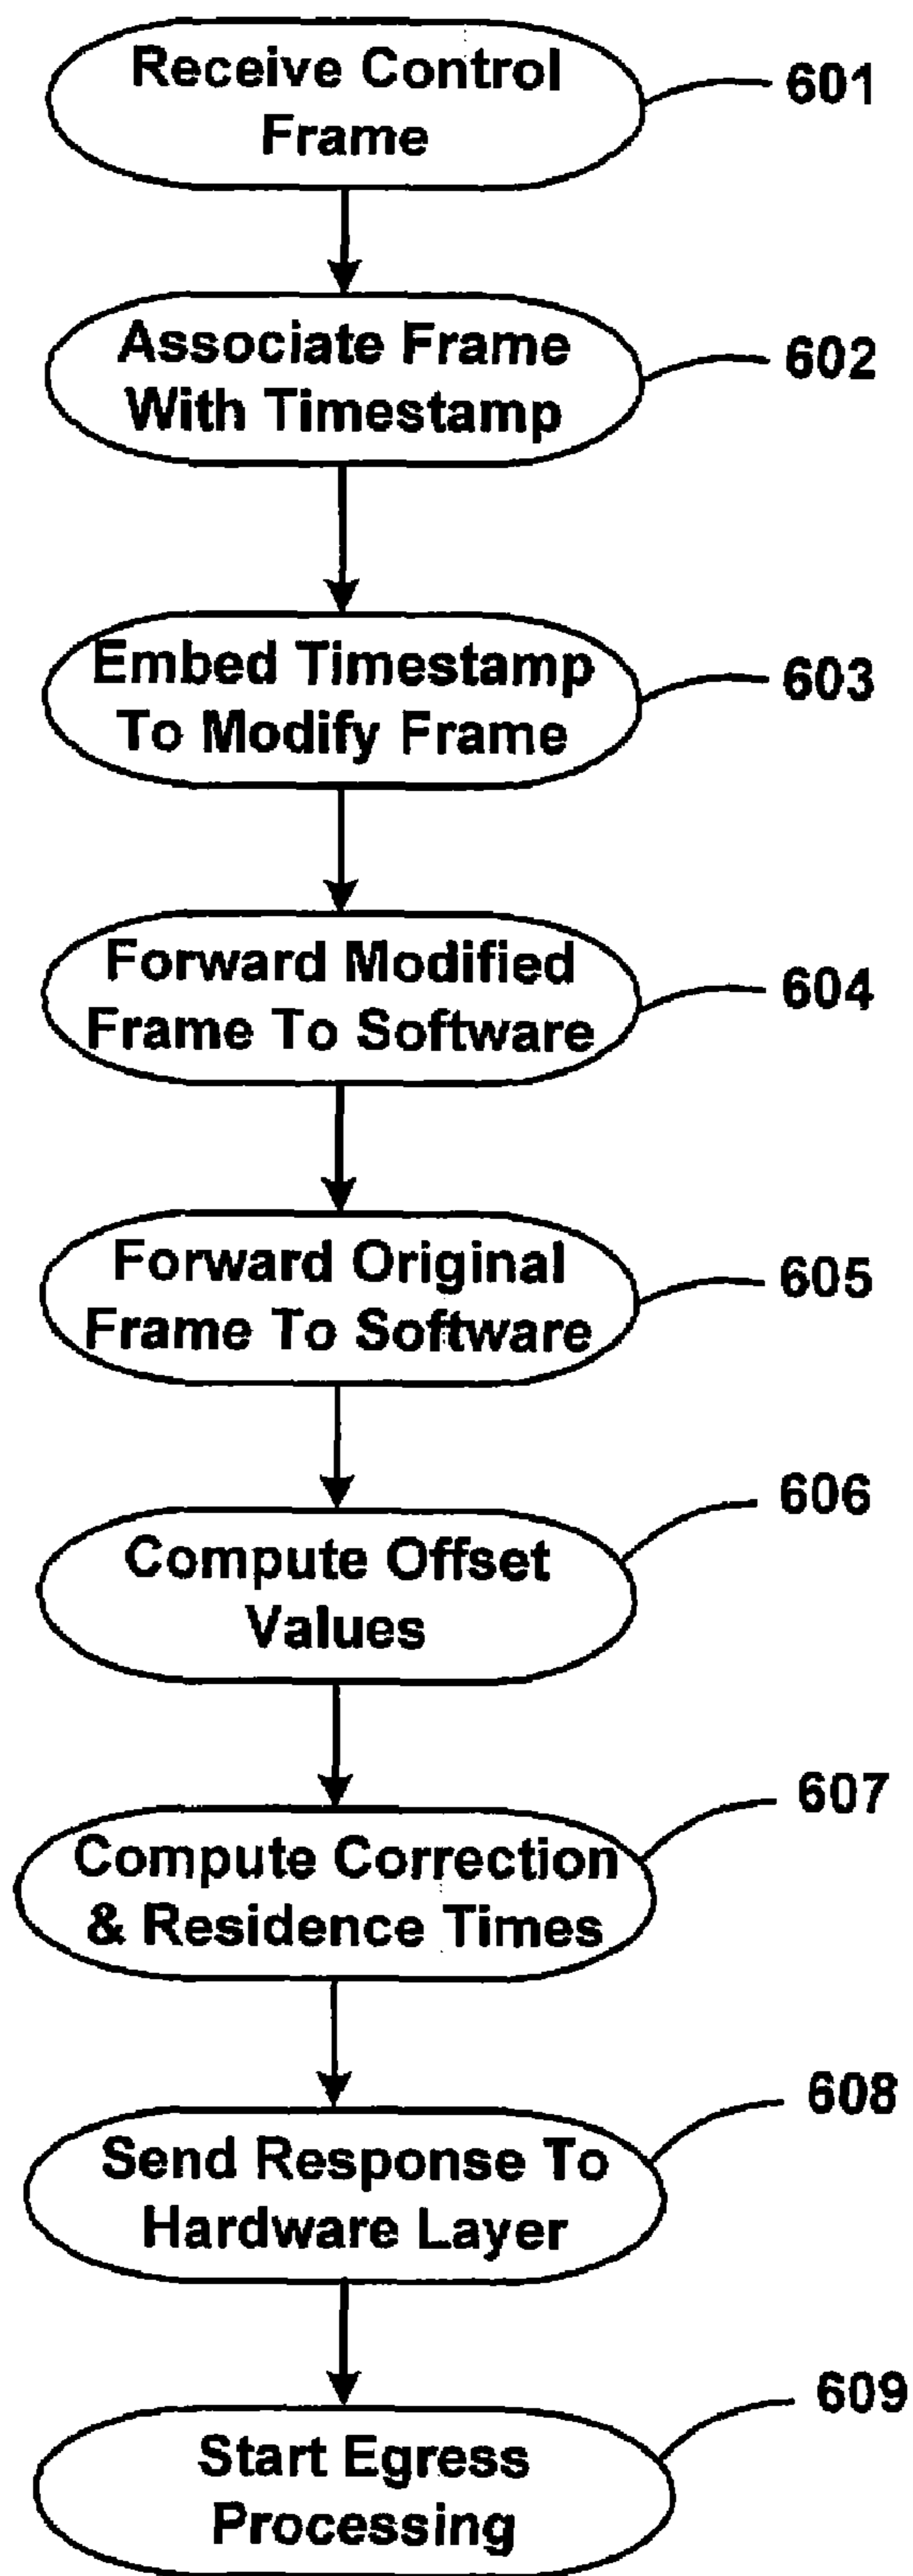 Receive Control
Frame
601
Associate Frame
With Timestamp
602
Embed Timestamp
To Modify Frame
603
Forward Modified
Frame To Software
604
Forward Original
Frame To Software
605
Compute Offset
Values
606
Compute Correction
& Residence Times
607
Send Response To
Hardware Layer
608
Start Egress
Processing
609